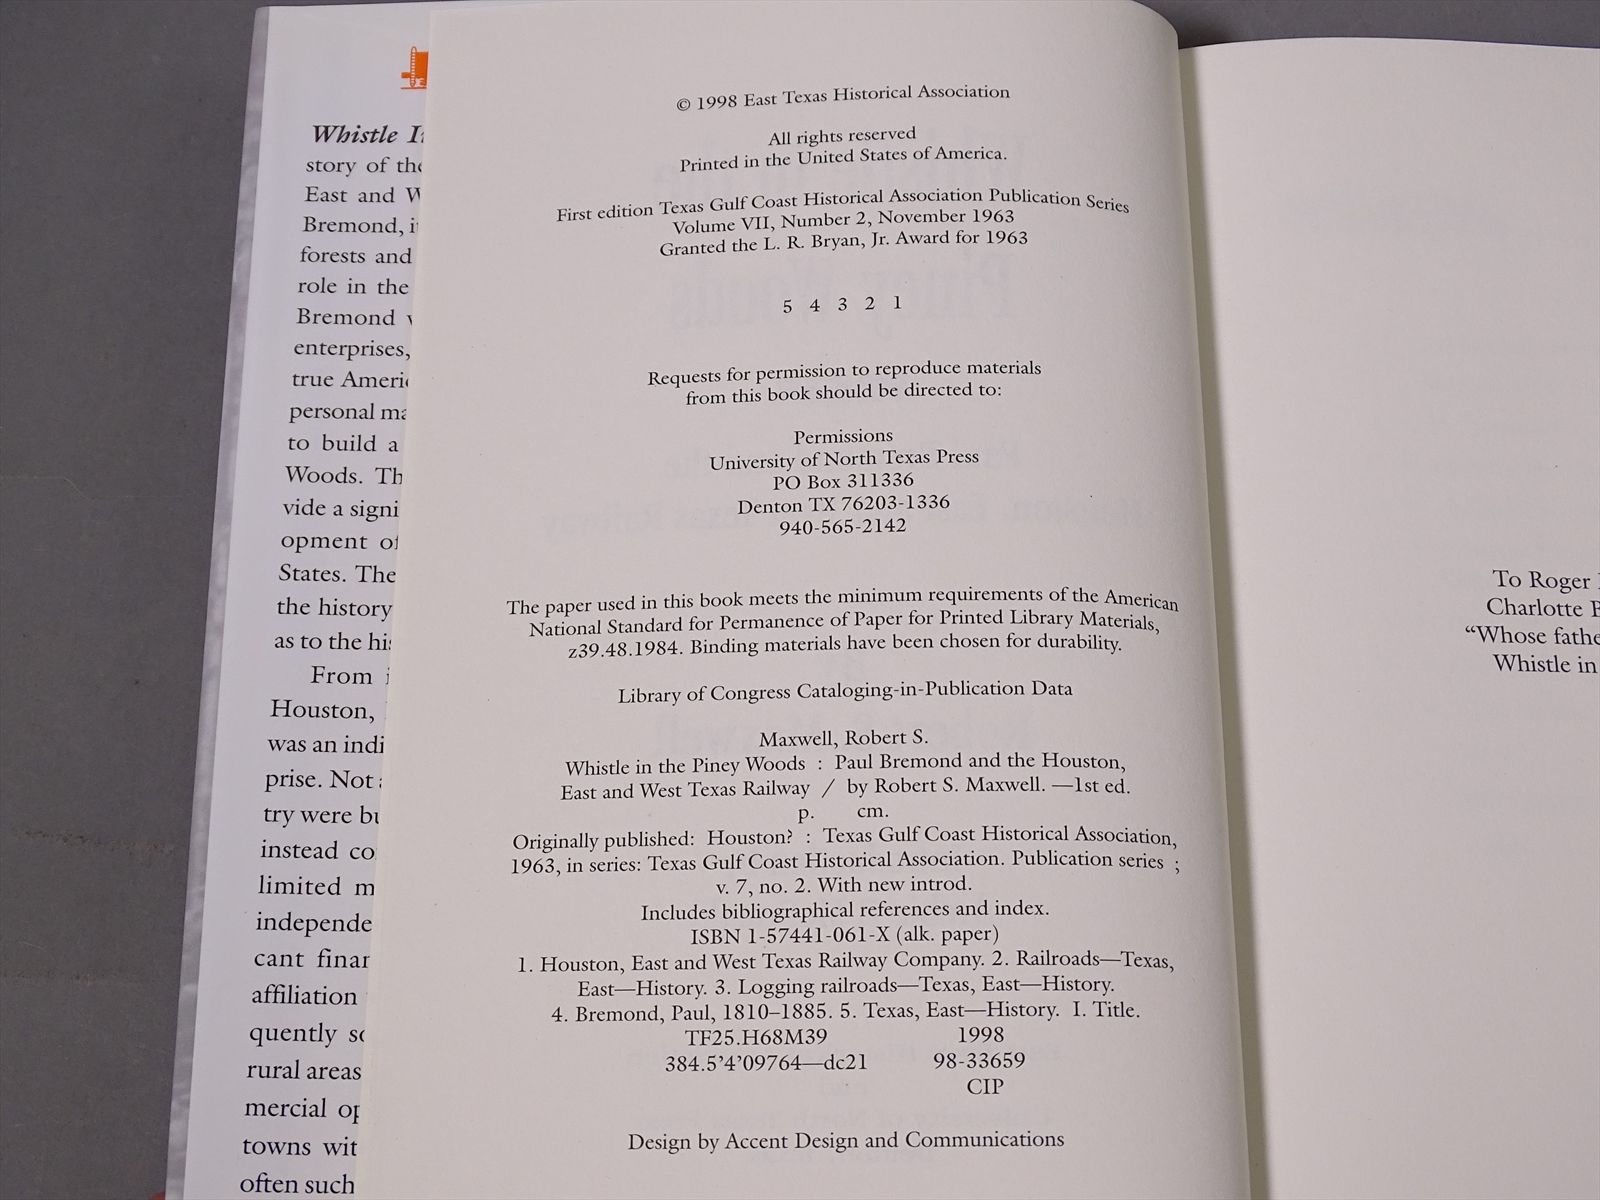 Whistle
story of the
East and
Bremond,
forests and
role in the
Bremond
enterprises,
true
personal
to build a
Woods.
vide a
opment
States. The
the history
as to the
From
Houston,
was an
prise. Not
try were
instead
limited
independe
cant
affiliation
quently
rural areas
mercial
towns
often such
© 1998 East Texas Historical Association
All rights reserved
Printed in the United States of America.
First edition Texas Gulf Coast Historical Association Publication Series
Volume VII, Number 2, November 1963
Granted the L. R. Bryan, Jr. Award for 1963
5 4 3 2 1
Requests for permission to reproduce materials
from this book should be directed to:
Permissions
University of North Texas Press
PO Box 311336
Denton TX 76203-1336
940-565-2142
The paper used in this book meets the minimum requirements of the American
National Standard for Permanence of Paper for Printed Library Materials,
z39.48.1984. Binding materials have been chosen for durability.
Library of Congress Cataloging-in-Publication Data
Maxwell, Robert S.
Whistle in the Piney Woods : Paul Bremond and the Houston,
East and West Texas Railway / by Robert S. Maxwell. —1st ed.
p. cm.
Originally published: Houston? : Texas Gulf Coast Historical Association,
1963, in series: Texas Gulf Coast Historical Association. Publication series ;
v. 7, no. 2. With new introd.
Includes bibliographical references and index.
ISBN 1-57441-061-X (alk. paper)
1. Houston, East and West Texas Railway Company. 2. Railroads—Texas,
East—History. 3. Logging railroads—Texas, East—History.
4. Bremond, Paul, 1810–1885. 5. Texas, East—History. I. Title.
TF25.H68M39 1998
384.5’4’09764—dc21 98-33659
CIP
Design by Accent Design and Communications
To Roger
Charlotte
“Whose
Whistle in